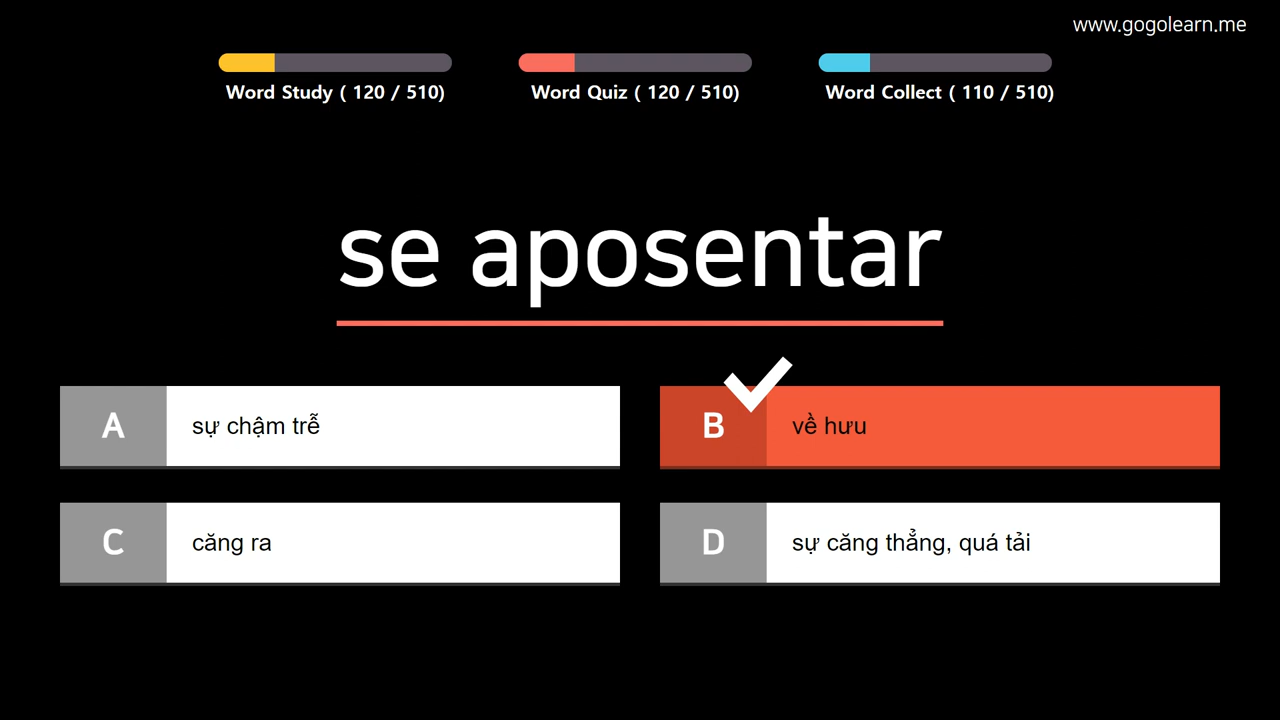 www.gogolearn.me
Word Study ( 120 / 510)
Word Quiz ( 120 / 510)
Word Collect ( 110 / 510)
se aposentar
A
sự chậm trễ
B
về hưu
C
căng ra
D
sự căng thẳng, quá tải